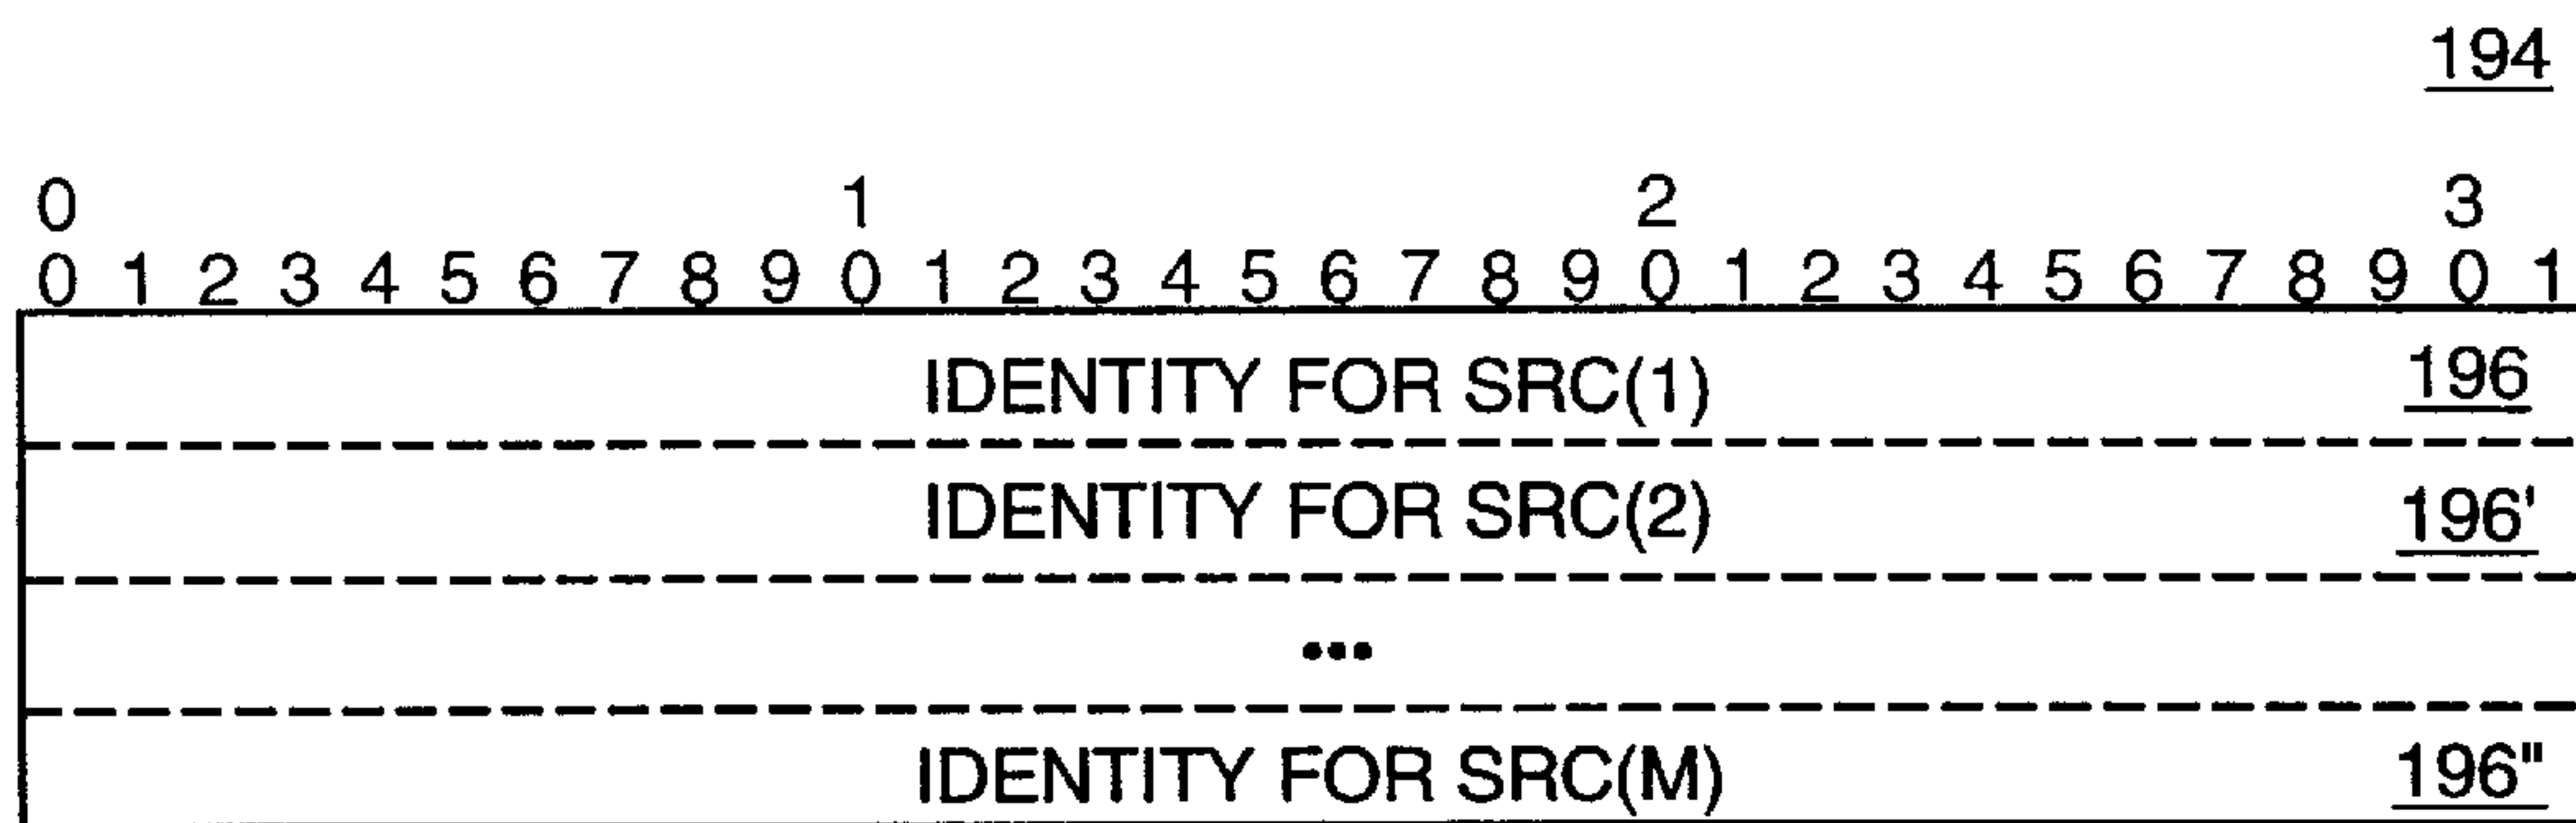 194
0 1 2 3
0 1 2 3 4 5 6 7 8 9 0 1 2 3 4 5 6 7 8 9 0 1 2 3 4 5 6 7 8 9 0 1
IDENTITY FOR SRC(1) 196
IDENTITY FOR SRC(2) 196'
•••
IDENTITY FOR SRC(M) 196"